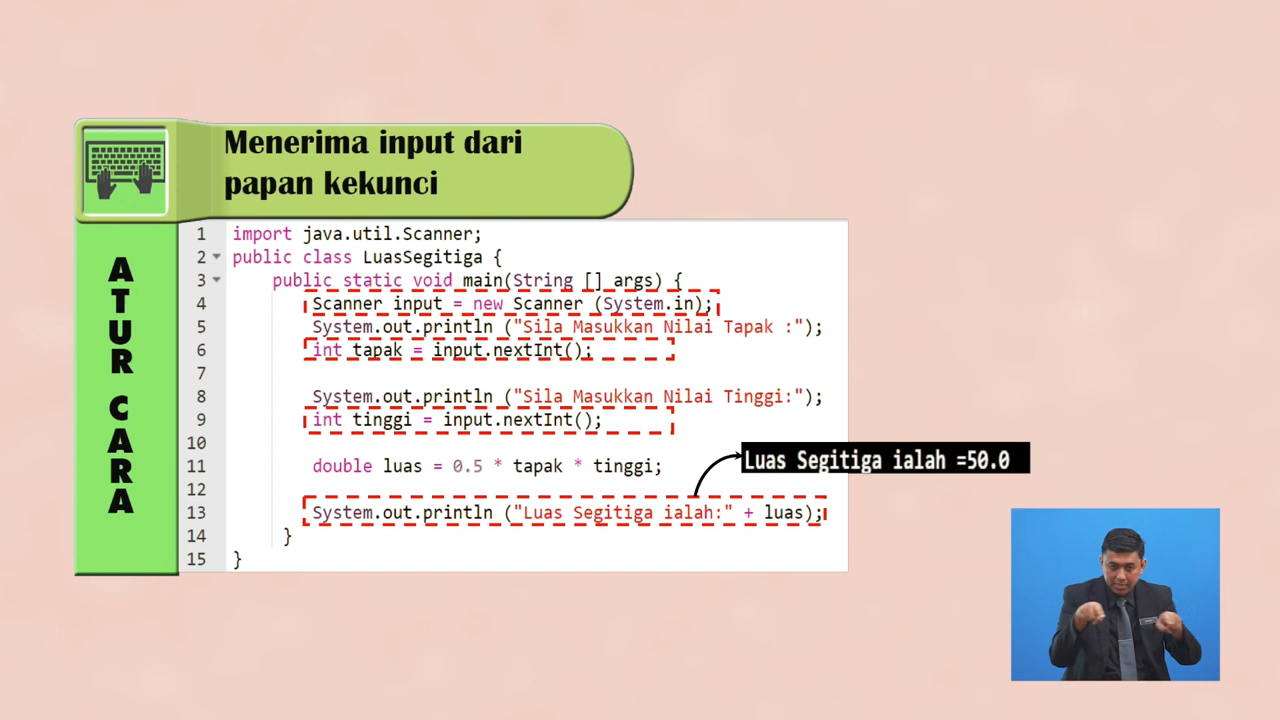 Menerima input dari
papan kekunci
ATUR CARA
1 import java.util.Scanner;
2 public class LuasSegitiga {
3 public static void main(String [] args) {
4 Scanner input = new Scanner (System.in);
5 System.out.println ("Sila Masukkan Nilai Tapak :");
6 int tapak = input.nextInt();
7
8 System.out.println ("Sila Masukkan Nilai Tinggi:");
9 int tinggi = input.nextInt();
10
11 double luas = 0.5 * tapak * tinggi;
12
13 System.out.println ("Luas Segitiga ialah:" + luas);
14 }
15 }
Luas Segitiga ialah =50.0